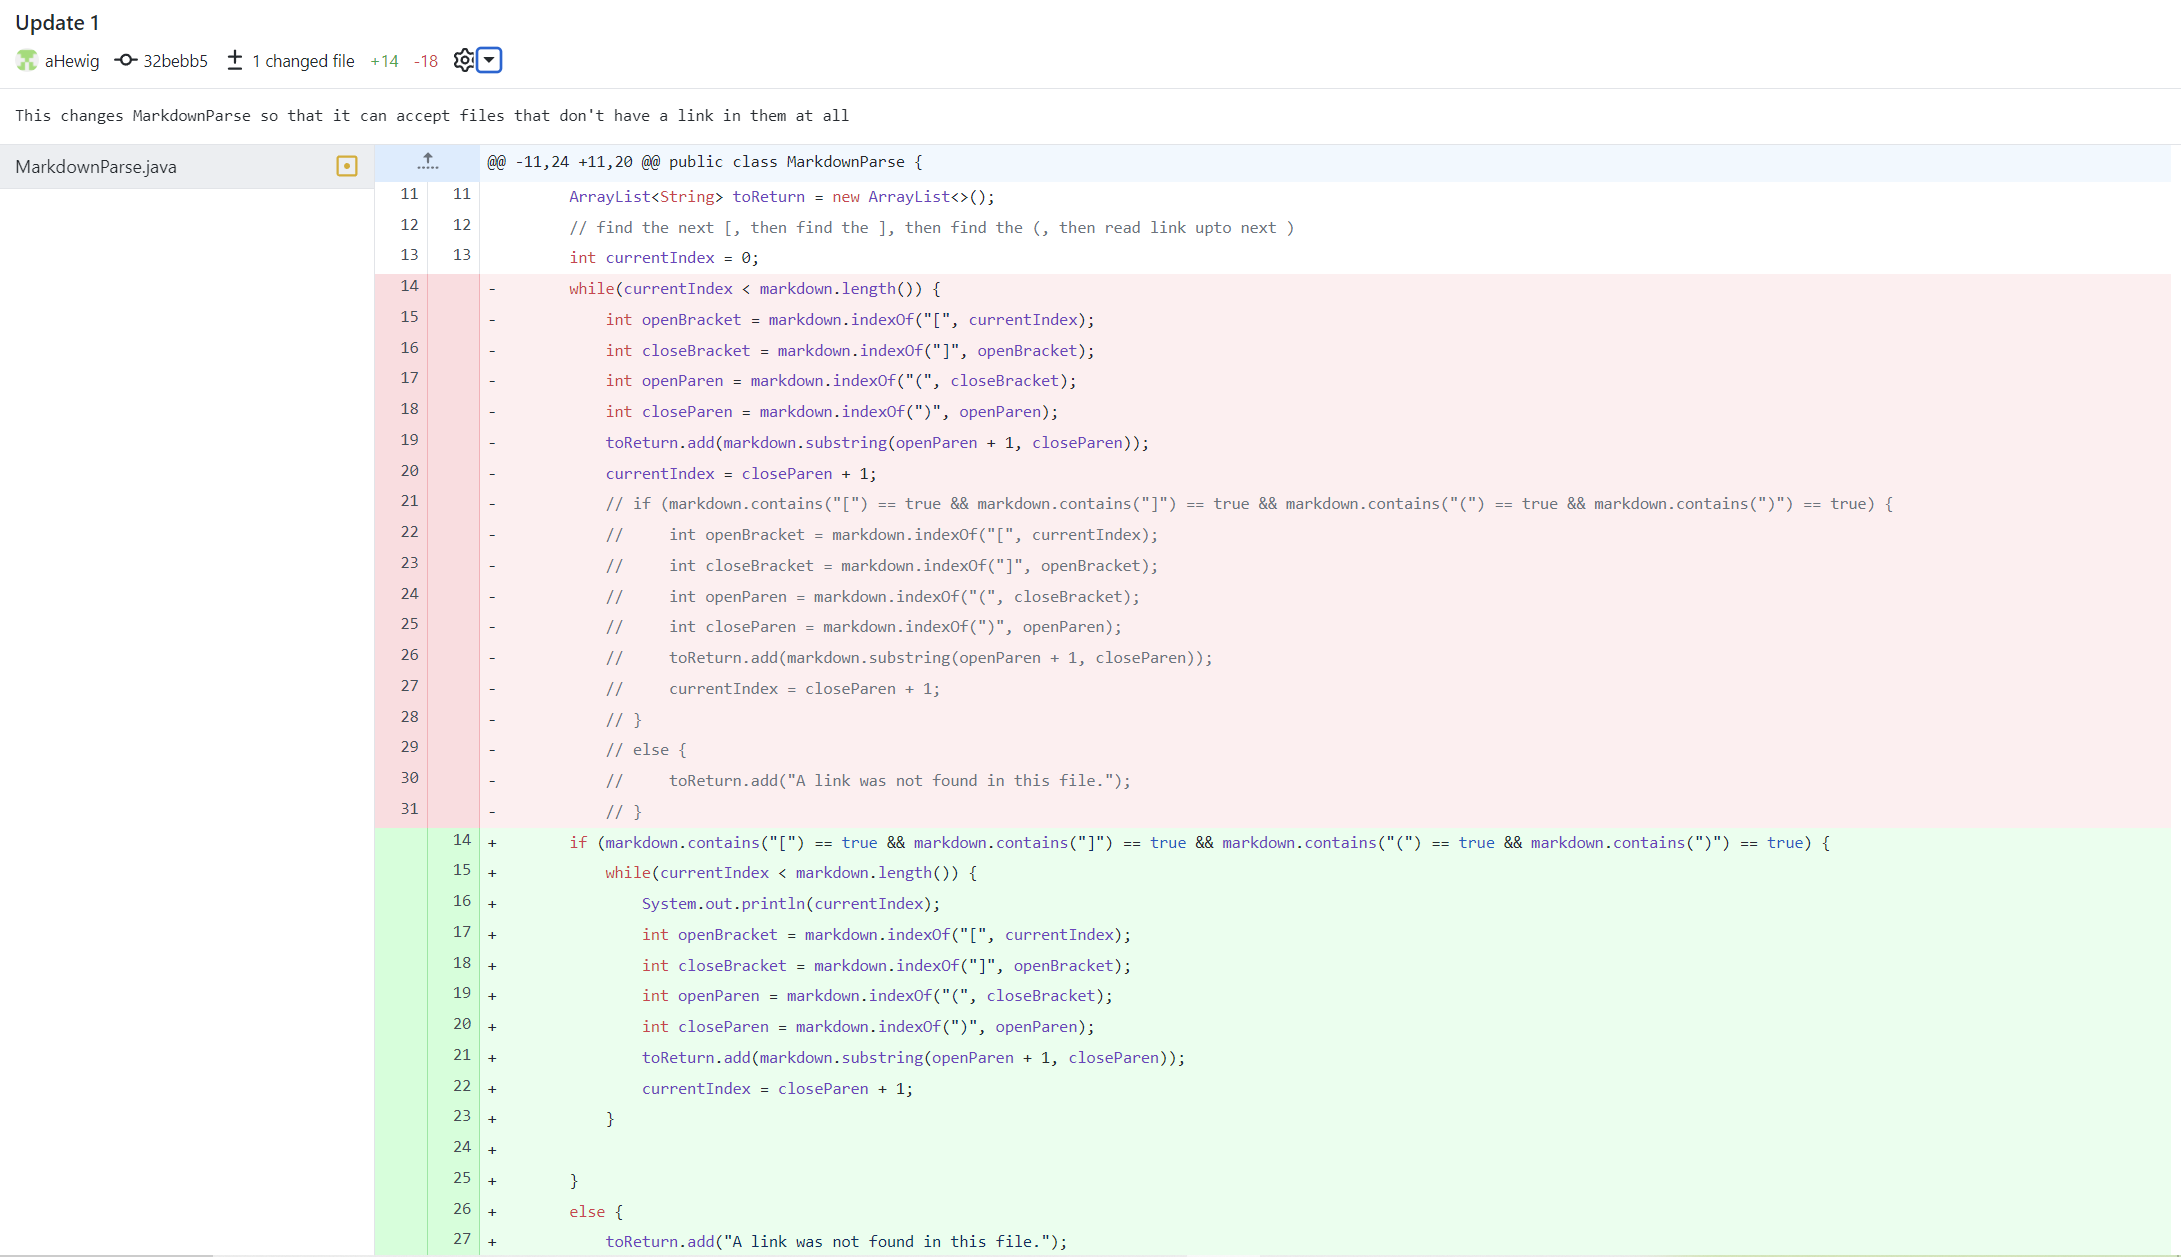 Update 1
aHewig 32bebb5 1 changed file +14 -18
This changes MarkdownParse so that it can accept files that don't have a link in them at all
MarkdownParse.java
@@ -11,24 +11,20 @@ public class MarkdownParse {
11 11 ArrayList<String> toReturn = new ArrayList<>();
12 12 // find the next [, then find the ], then find the (, then read link upto next )
13 13 int currentIndex = 0;
14 - while(currentIndex < markdown.length()) {
15 - int openBracket = markdown.indexOf("[", currentIndex);
16 - int closeBracket = markdown.indexOf("]", openBracket);
17 - int openParen = markdown.indexOf("(", closeBracket);
18 - int closeParen = markdown.indexOf(")", openParen);
19 - toReturn.add(markdown.substring(openParen + 1, closeParen));
20 - currentIndex = closeParen + 1;
21 - // if (markdown.contains("[") == true && markdown.contains("]") == true && markdown.contains("(") == true && markdown.contains(")") == true) {
22 - // int openBracket = markdown.indexOf("[", currentIndex);
23 - // int closeBracket = markdown.indexOf("]", openBracket);
24 - // int openParen = markdown.indexOf("(", closeBracket);
25 - // int closeParen = markdown.indexOf(")", openParen);
26 - // toReturn.add(markdown.substring(openParen + 1, closeParen));
27 - // currentIndex = closeParen + 1;
28 - // }
29 - // else {
30 - // toReturn.add("A link was not found in this file.");
31 - // }
14 + if (markdown.contains("[") == true && markdown.contains("]") == true && markdown.contains("(") == true && markdown.contains(")") == true) {
15 + while(currentIndex < markdown.length()) {
16 + System.out.println(currentIndex);
17 + int openBracket = markdown.indexOf("[", currentIndex);
18 + int closeBracket = markdown.indexOf("]", openBracket);
19 + int openParen = markdown.indexOf("(", closeBracket);
20 + int closeParen = markdown.indexOf(")", openParen);
21 + toReturn.add(markdown.substring(openParen + 1, closeParen));
22 + currentIndex = closeParen + 1;
23 + }
24 +
25 + }
26 + else {
27 + toReturn.add("A link was not found in this file.");